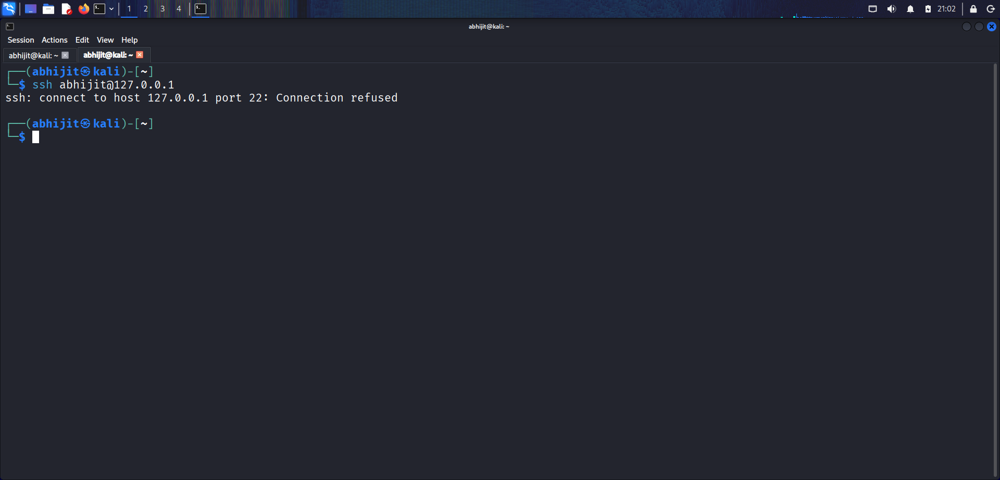 1 2 3 4 21:02
abhijit@kali: ~
Session Actions Edit View Help
abhijit@kali: ~ abhijit@kali: ~
┌──(abhijit㉿kali)-[~]
└─$ ssh abhijit@127.0.0.1
ssh: connect to host 127.0.0.1 port 22: Connection refused
┌──(abhijit㉿kali)-[~]
└─$